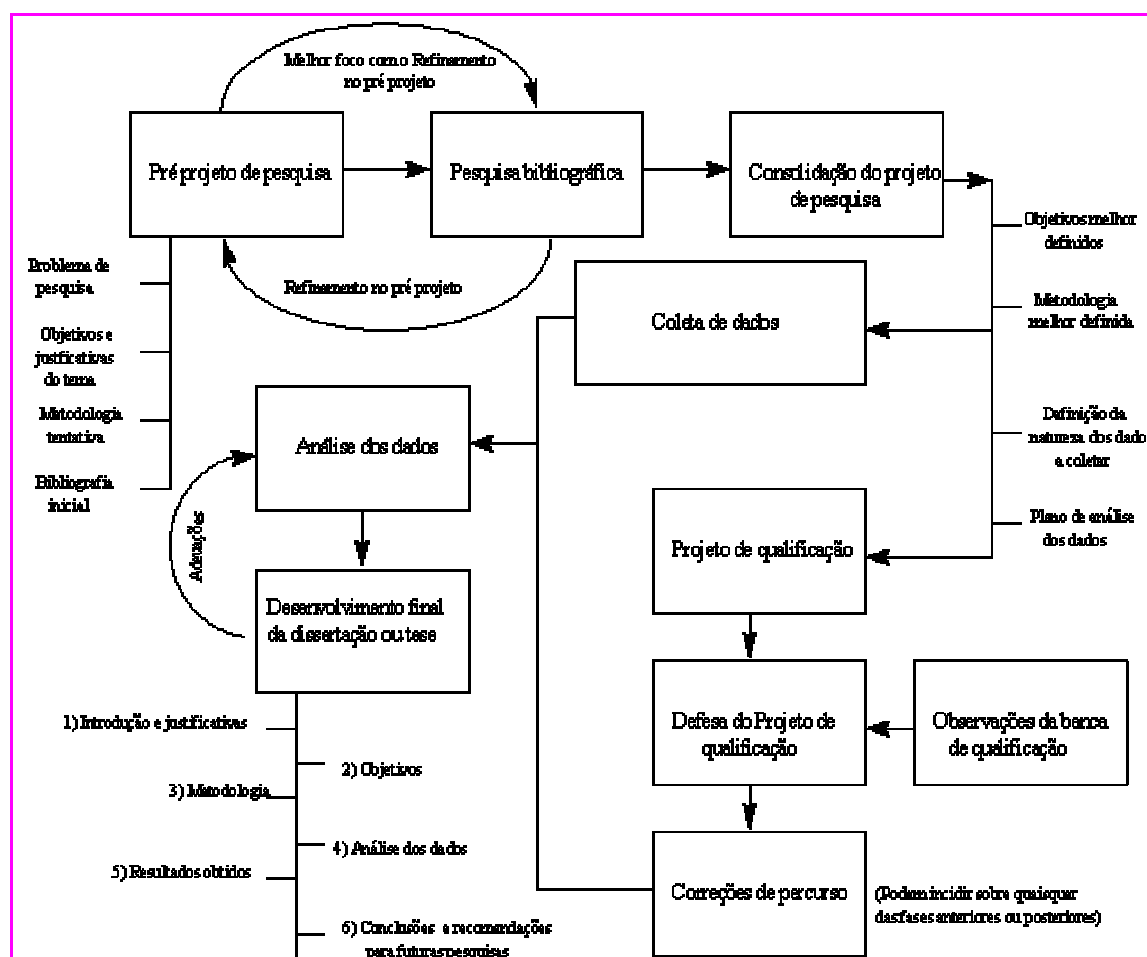 Melhor foco com o Refinamento
no pré projeto
Pré projeto de pesquisa
Pesquisa bibliográfica
Consolidação do projeto
de pesquisa
Objetivos melhor
definidos
Problema de
pesquisa
Refinamento no pré projeto
Coleta de dados
Metodologia
melhor definida
Objetivos e
justificativas
do tema
Metodologia
tentativa
Análise dos dados
Definição da
natureza dos dado
a coletar
Bibliografia
inicial
Plano de análise
dos dados
Projeto de qualificação
Desenvolvimento final
da dissertação ou tese
1) Introdução e justificativas
Defesa do Projeto de
qualificação
Observações da banca
de qualificação
2) Objetivos
3) Metodologia
4) Análise dos dados
5) Resultados obtidos
Correções de percurso
(Podem incidir sobre quaisquer
das fases anteriores ou posteriores)
6) Conclusões e recomendações
para futuras pesquisas